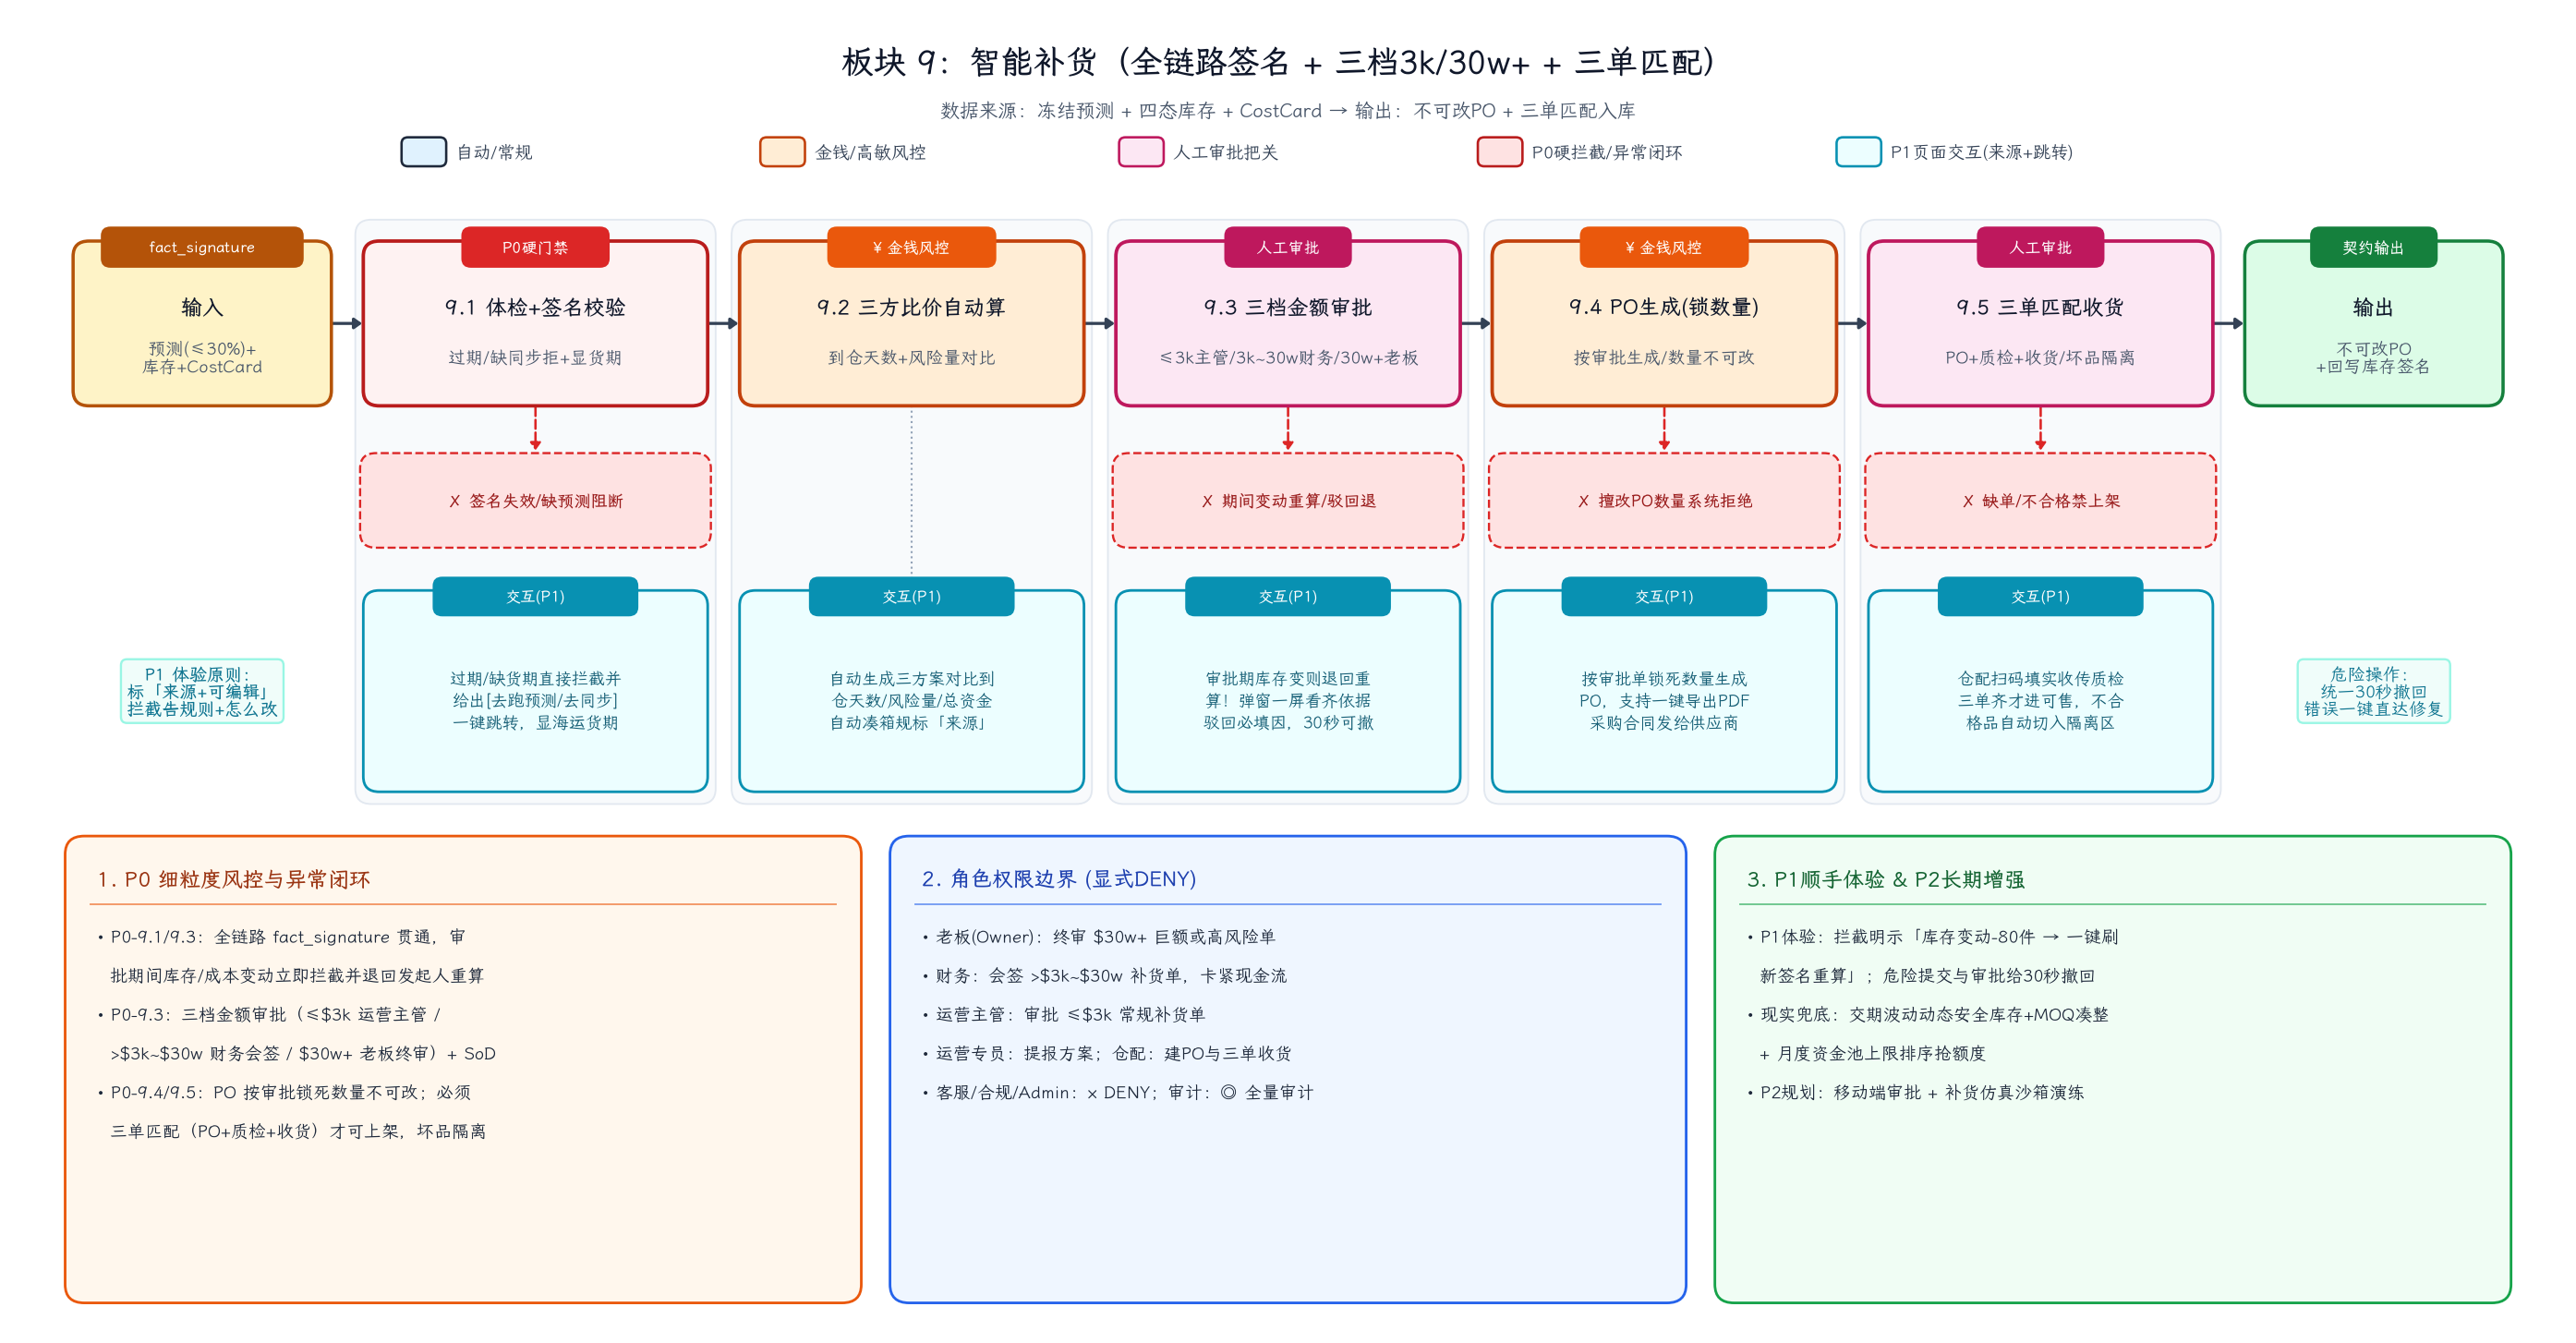 板块 9：智能补货（全链路签名 + 三档3k/30w+ + 三单匹配）
数据来源：冻结预测 + 四态库存 + CostCard → 输出：不可改PO + 三单匹配入库
自动/常规
金钱/高敏风控
人工审批把关
P0硬拦截/异常闭环
P1页面交互(来源+跳转)
fact_signature
输入
预测(≤30%)+
库存+CostCard
P0硬门禁
9.1 体检+签名校验
过期/缺同步拒+显货期
¥ 金钱风控
9.2 三方比价自动算
到仓天数+风险量对比
人工审批
9.3 三档金额审批
≤3k主管/3k~30w财务/30w+老板
¥ 金钱风控
9.4 PO生成(锁数量)
按审批生成/数量不可改
人工审批
9.5 三单匹配收货
PO+质检+收货/坏品隔离
契约输出
输出
不可改PO
+回写库存签名
X 签名失效/缺预测阻断
X 期间变动重算/驳回退
X 擅改PO数量系统拒绝
X 缺单/不合格禁上架
P1 体验原则：
标「来源+可编辑」
拦截告规则+怎么改
交互(P1)
过期/缺货期直接拦截并
给出[去跑预测/去同步]
一键跳转，显海运货期
交互(P1)
自动生成三方案对比到
仓天数/风险量/总资金
自动凑箱规标「来源」
交互(P1)
审批期库存变则退回重
算！弹窗一屏看齐依据
驳回必填因，30秒可撤
交互(P1)
按审批单锁死数量生成
PO，支持一键导出PDF
采购合同发给供应商
交互(P1)
仓配扫码填实收传质检
三单齐才进可售，不合
格品自动切入隔离区
危险操作：
统一30秒撤回
错误一键直达修复
1. P0 细粒度风控与异常闭环
• P0-9.1/9.3：全链路 fact_signature 贯通，审
批期间库存/成本变动立即拦截并退回发起人重算
• P0-9.3：三档金额审批（≤$3k 运营主管 /
>$3k~$30w 财务会签 / $30w+ 老板终审）+ SoD
• P0-9.4/9.5：PO 按审批锁死数量不可改；必须
三单匹配（PO+质检+收货）才可上架，坏品隔离
2. 角色权限边界 (显式DENY)
• 老板(Owner)：终审 $30w+ 巨额或高风险单
• 财务：会签 >$3k~$30w 补货单，卡紧现金流
• 运营主管：审批 ≤$3k 常规补货单
• 运营专员：提报方案；仓配：建PO与三单收货
• 客服/合规/Admin：× DENY；审计：◎ 全量审计
3. P1顺手体验 & P2长期增强
• P1体验：拦截明示「库存变动-80件 → 一键刷
新签名重算」；危险提交与审批给30秒撤回
• 现实兜底：交期波动动态安全库存+MOQ凑整
+ 月度资金池上限排序抢额度
• P2规划：移动端审批 + 补货仿真沙箱演练